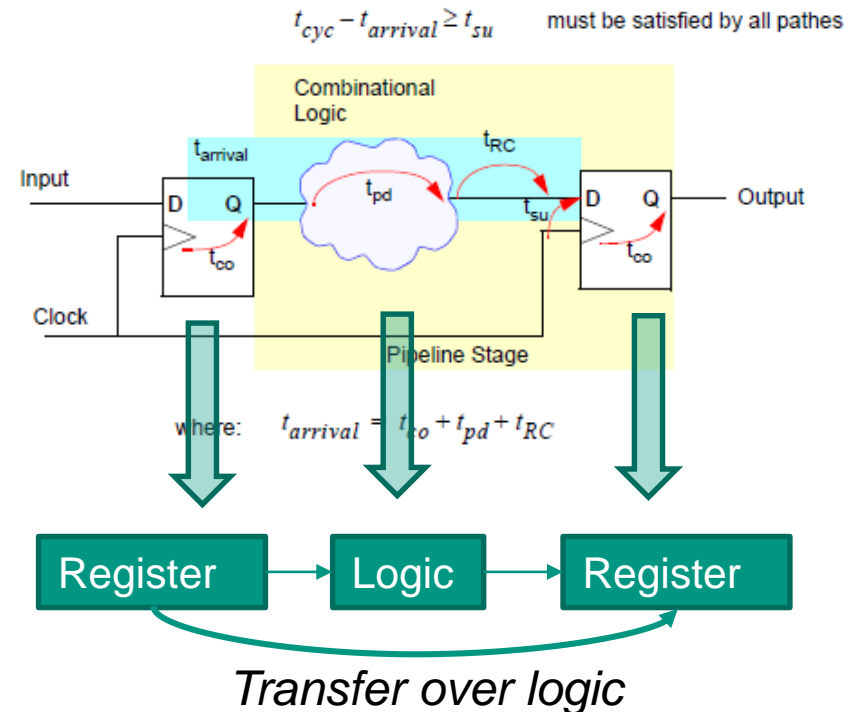 t_cyc – t_arrival ≥ t_su must be satisfied by all pathes
Combinational
Logic
t_arrival
t_RC
Input
D Q
t_pd
t_su
D Q
Output
t_co
t_co
Clock
Pipeline Stage
where: t_arrival = t_co + t_pd + t_RC
Register
Logic
Register
Transfer over logic